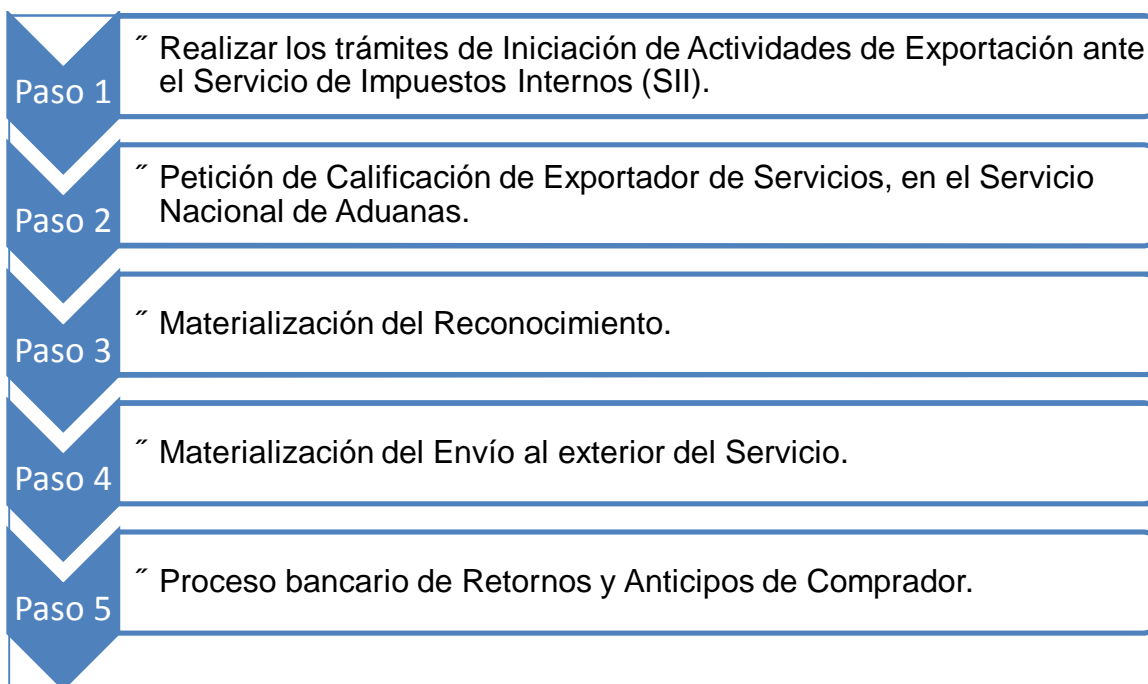 Paso 1
˝ Realizar los trámites de Iniciación de Actividades de Exportación ante
el Servicio de Impuestos Internos (SII).
Paso 2
˝ Petición de Calificación de Exportador de Servicios, en el Servicio
Nacional de Aduanas.
Paso 3
˝ Materialización del Reconocimiento.
Paso 4
˝ Materialización del Envío al exterior del Servicio.
Paso 5
˝ Proceso bancario de Retornos y Anticipos de Comprador.